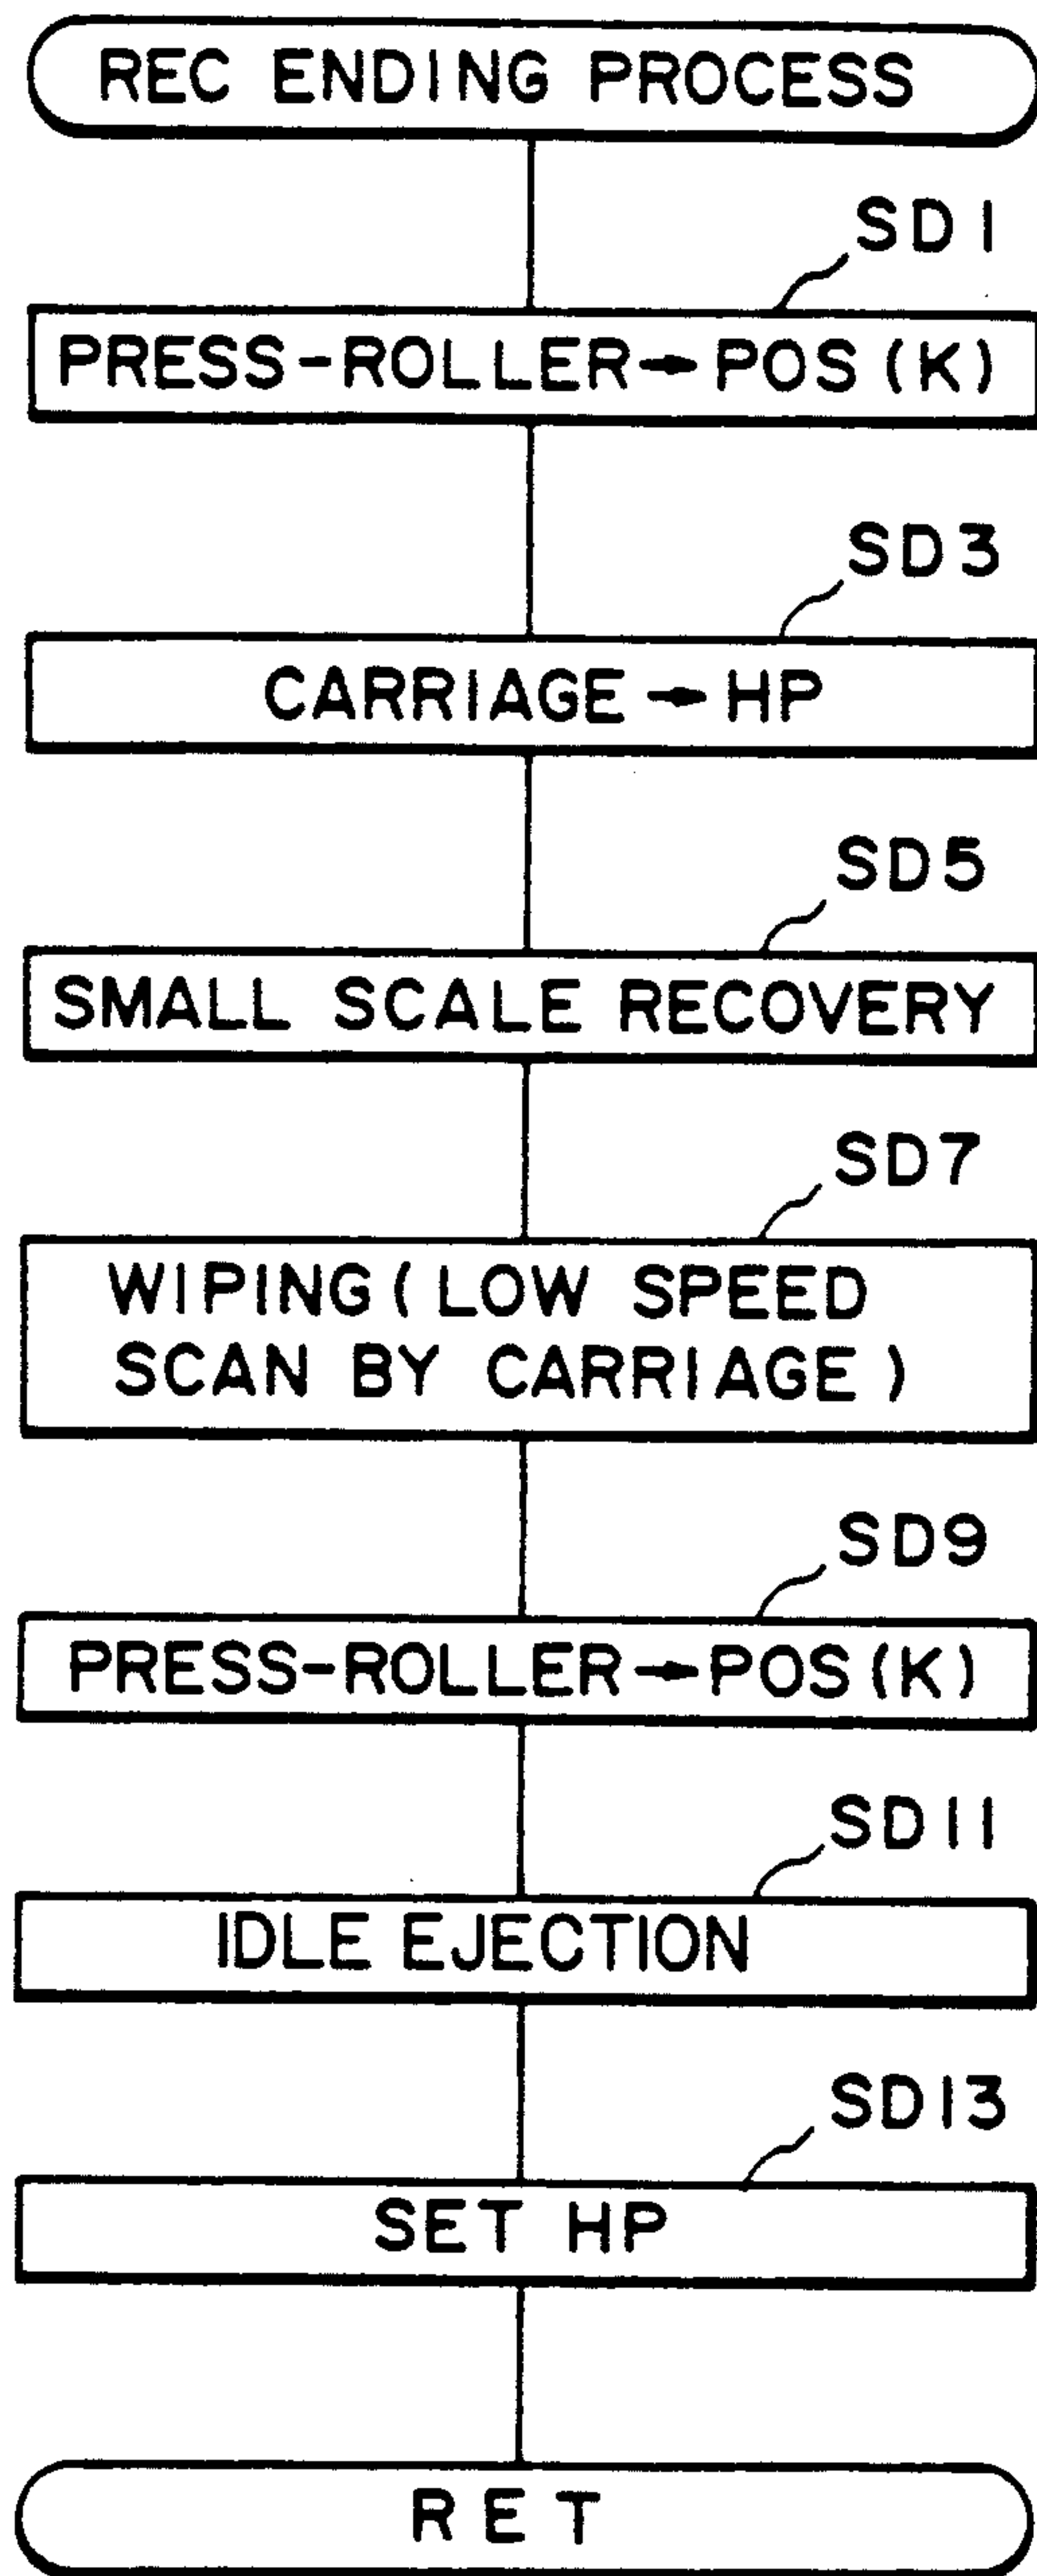 REC ENDING PROCESS
SD1
PRESS-ROLLER→POS(K)
SD3
CARRIAGE→HP
SD5
SMALL SCALE RECOVERY
SD7
WIPING(LOW SPEED
SCAN BY CARRIAGE)
SD9
PRESS-ROLLER→POS(K)
SD11
IDLE EJECTION
SD13
SET HP
RET